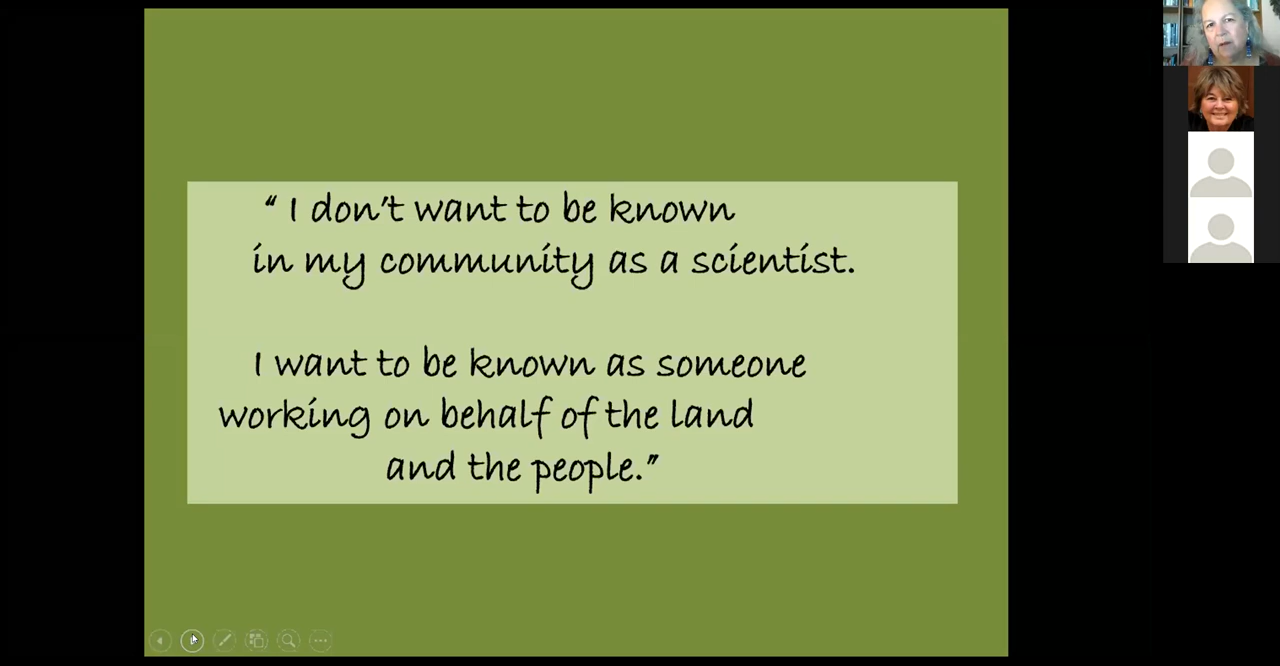 “ I don’t want to be known
in my community as a scientist.
I want to be known as someone
working on behalf of the land
and the people.”